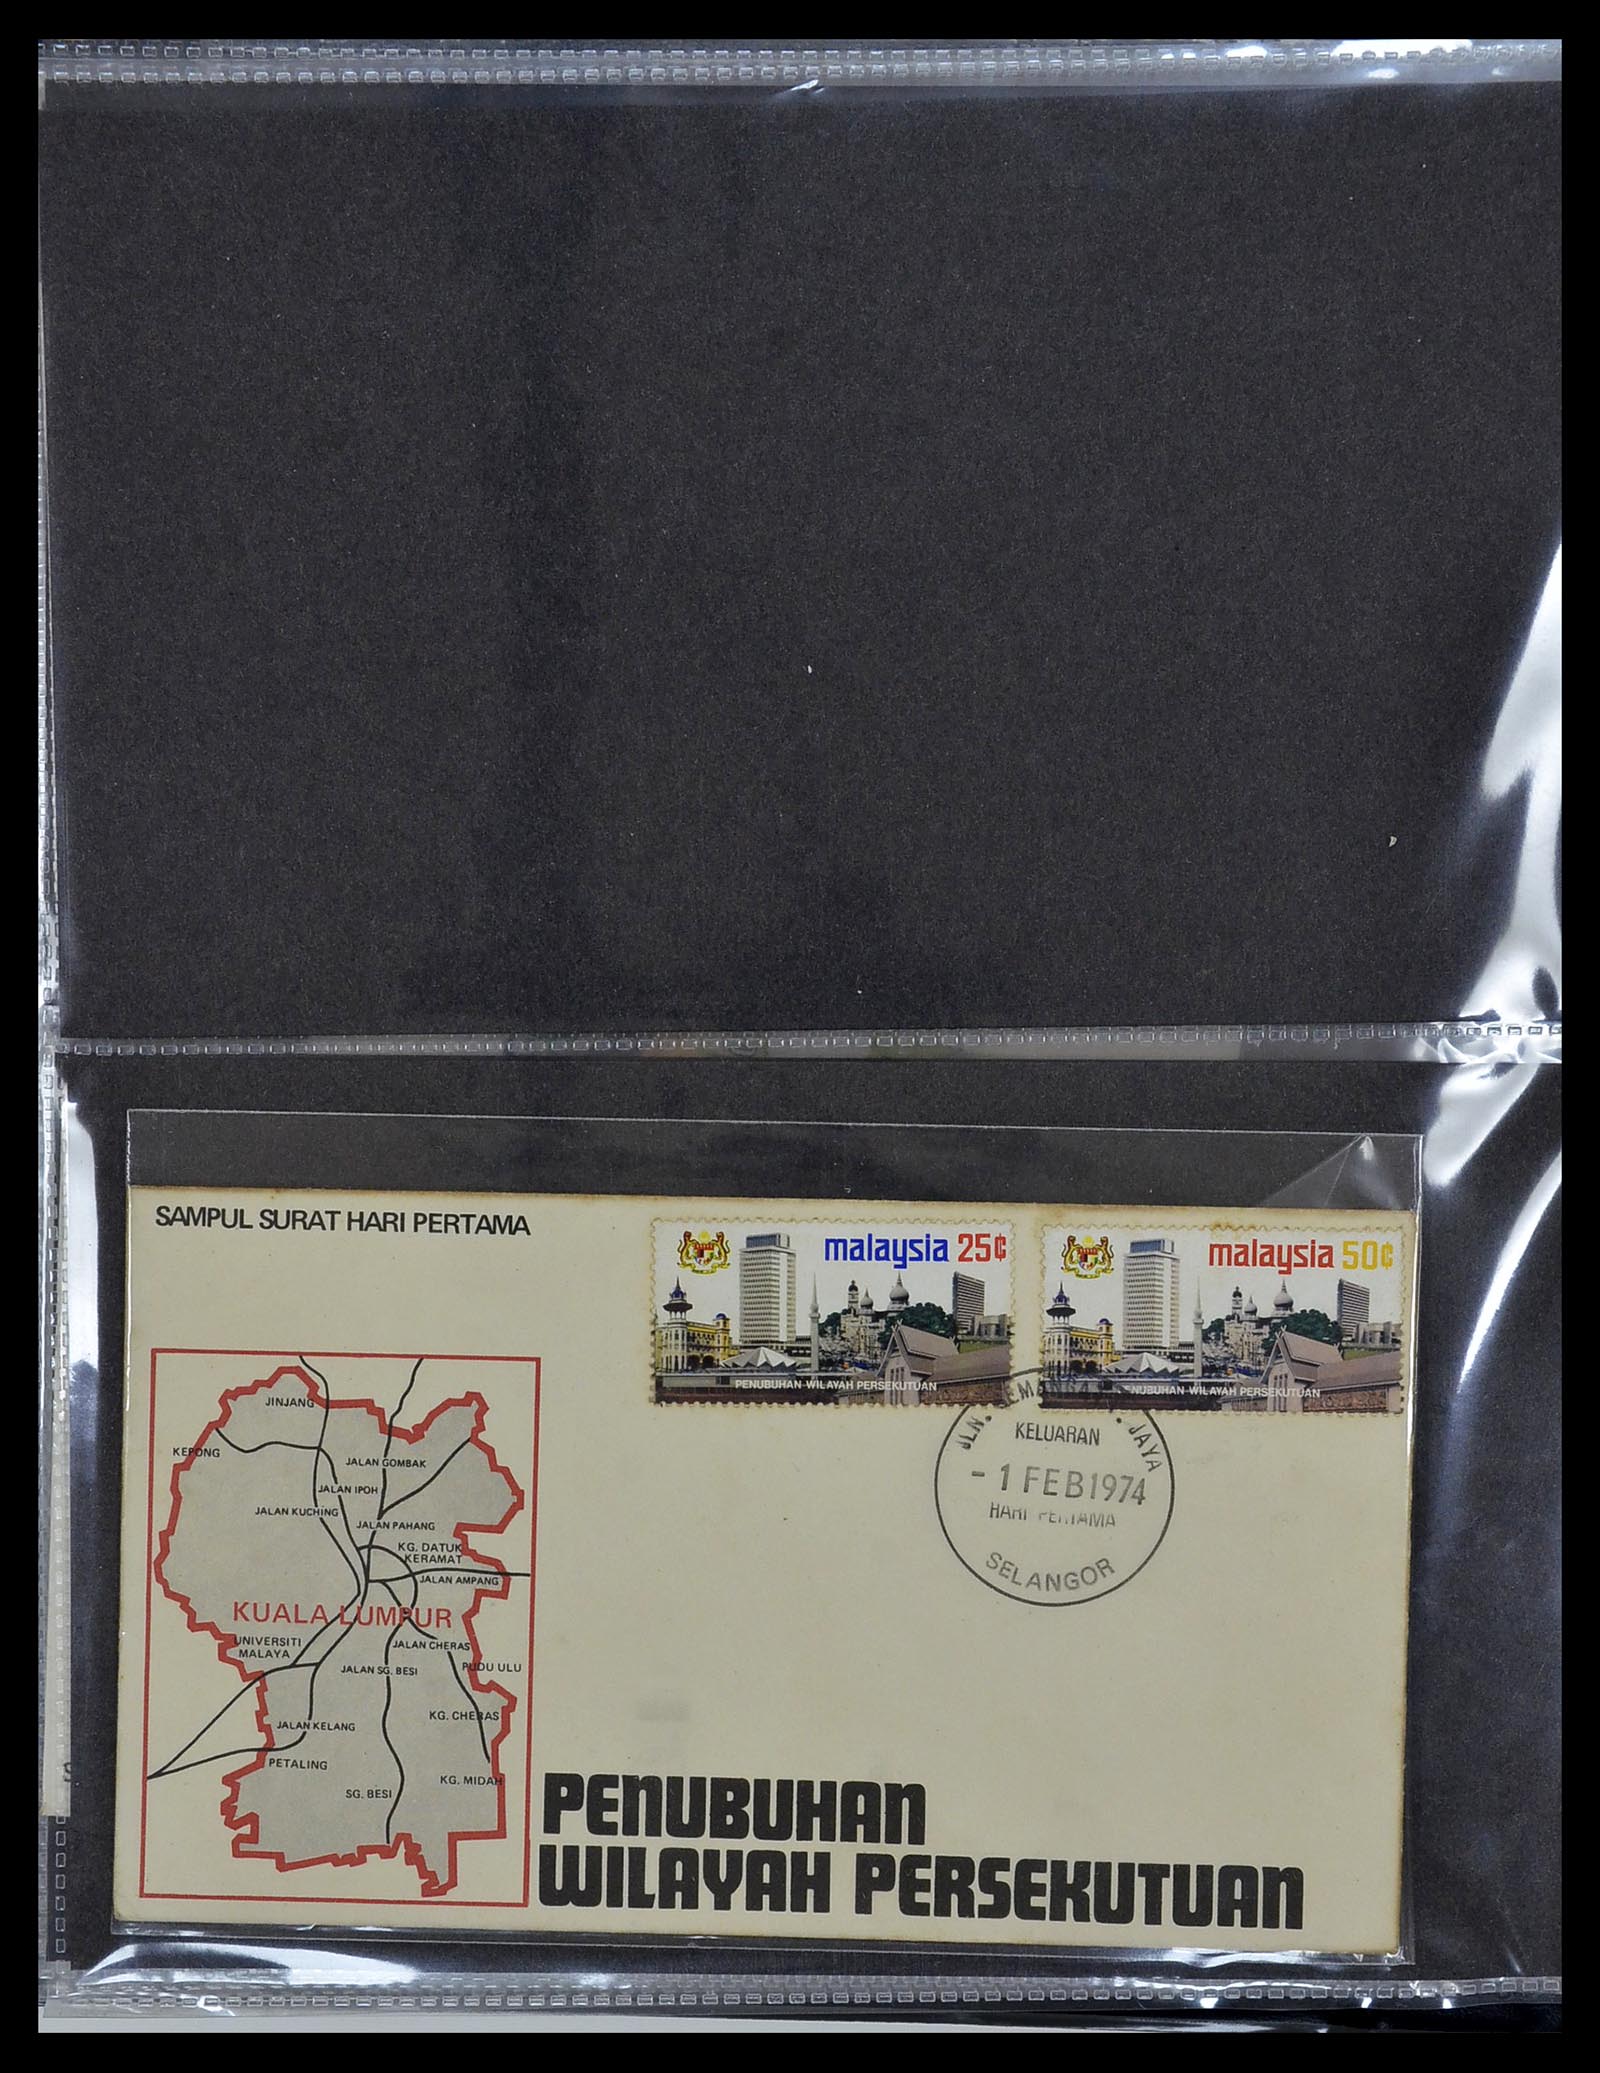 SAMPUL SURAT HARI PERTAMA
malaysia 25¢
PENUBUHAN WILAYAH PERSEKUTUAN
malaysia 50¢
NUBUHAN WILAYAH PERSEKUTUAN
JLN. JAYA
KELUARAN
- 1 FEB 1974
HARI PERTAMA
SELANGOR
JINJANG
KEPONG
JALAN GOMBAK
JALAN IPOH
JALAN KUCHING
JALAN PAHANG
KG. DATUK
KERAMAT
JALAN AMPANG
KUALA LUMPUR
UNIVERSITI
MALAYA
JALAN CHERAS
JALAN SG. BESI
PUDU ULU
KG. CHERAS
JALAN KELANG
PETALING
KG. MIDAH
SG. BESI
PENUBUHAN
WILAYAH PERSEKUTUAN